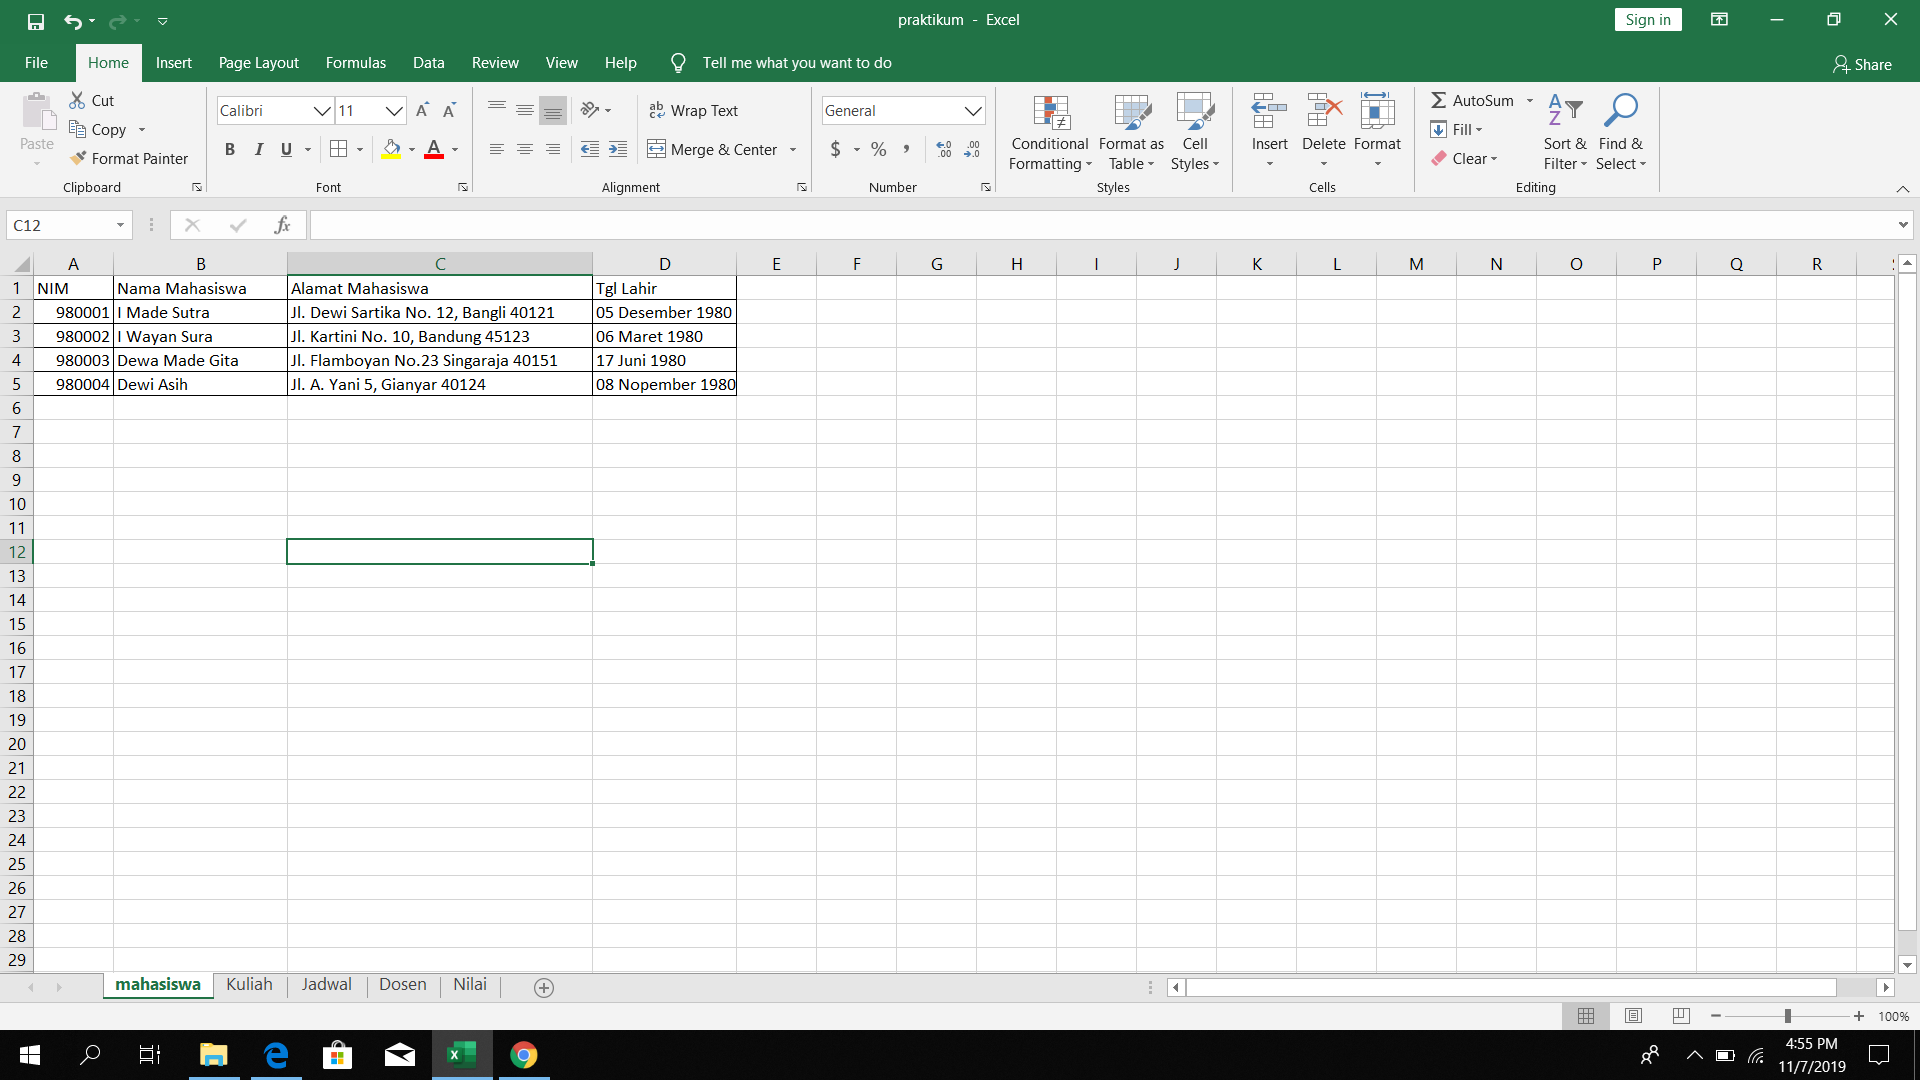 praktikum - Excel
Sign in
File Home Insert Page Layout Formulas Data Review View Help Tell me what you want to do Share
Paste
Cut
Copy
Format Painter
Clipboard
Calibri 11
B I U A
Font
Wrap Text
Merge & Center
Alignment
General
$ % ,
Number
Conditional Formatting
Format as Table
Cell Styles
Styles
Insert Delete Format
Cells
AutoSum
Fill
Clear
Sort & Filter
Find & Select
Editing
C12 fx
A B C D E F G H I J K L M N O P Q R
1 NIM Nama Mahasiswa Alamat Mahasiswa Tgl Lahir
2 980001 I Made Sutra Jl. Dewi Sartika No. 12, Bangli 40121 05 Desember 1980
3 980002 I Wayan Sura Jl. Kartini No. 10, Bandung 45123 06 Maret 1980
4 980003 Dewa Made Gita Jl. Flamboyan No.23 Singaraja 40151 17 Juni 1980
5 980004 Dewi Asih Jl. A. Yani 5, Gianyar 40124 08 Nopember 1980
6
7
8
9
10
11
12
13
14
15
16
17
18
19
20
21
22
23
24
25
26
27
28
29
mahasiswa Kuliah Jadwal Dosen Nilai
100%
4:55 PM
11/7/2019